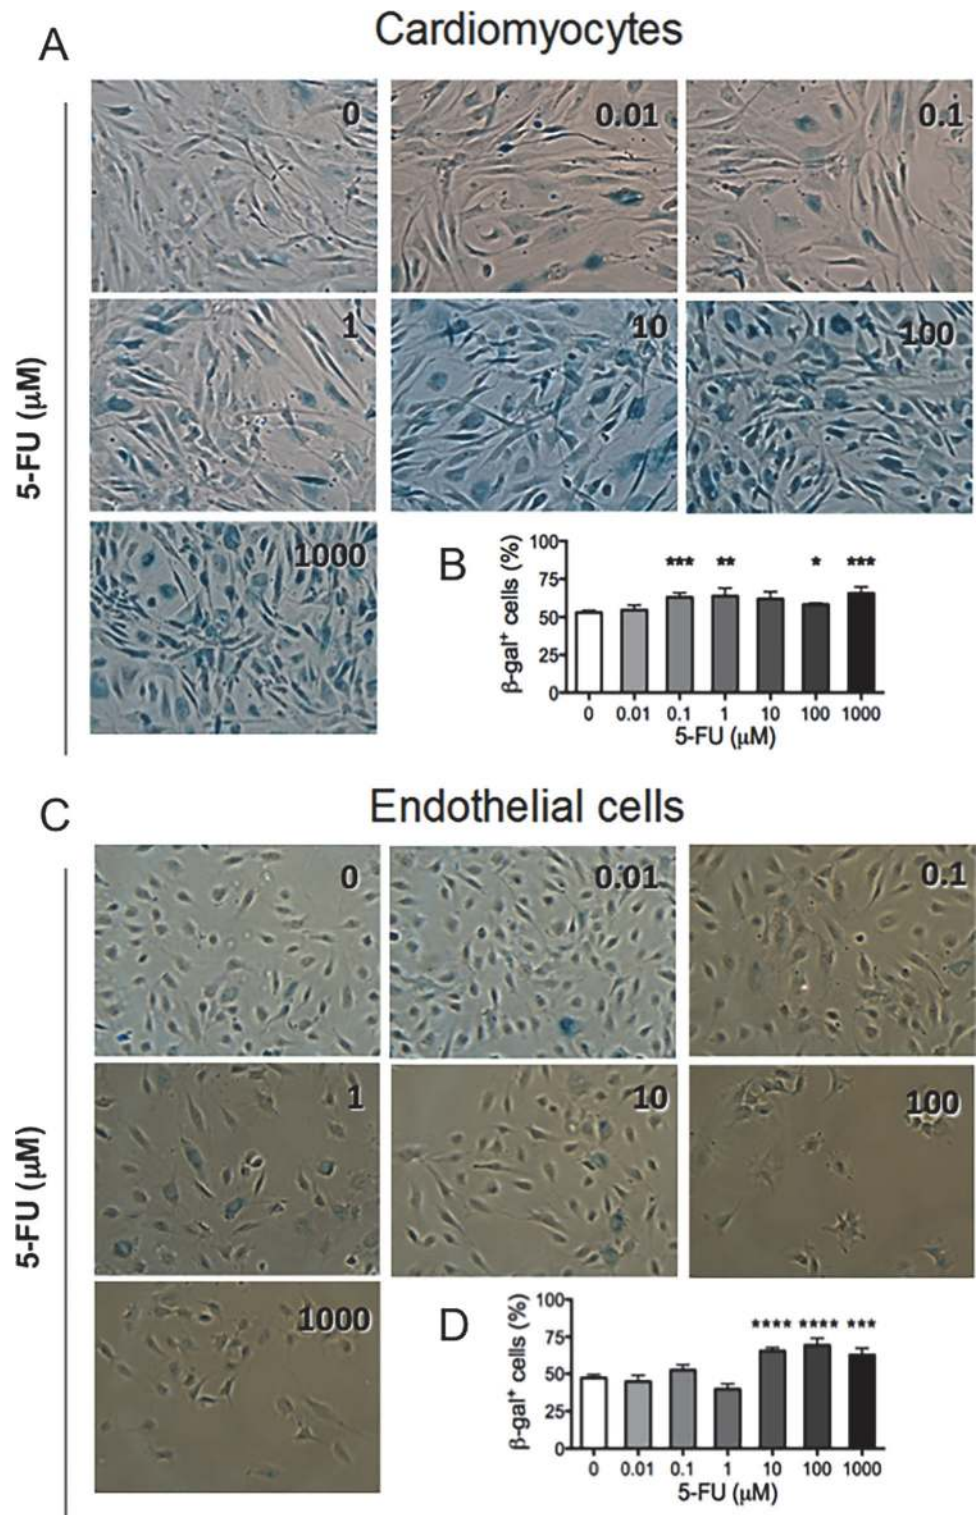 A
Cardiomyocytes
0
0.01
0.1
5-FU (μM)
1
10
100
1000
B
β-gal⁺ cells (%)
100
75
50
25
0
*** ** * ***
0 0.01 0.1 1 10 100 1000
5-FU (μM)
C
Endothelial cells
0
0.01
0.1
5-FU (μM)
1
10
100
1000
D
β-gal⁺ cells (%)
100
75
50
25
0
**** **** ***
0 0.01 0.1 1 10 100 1000
5-FU (μM)